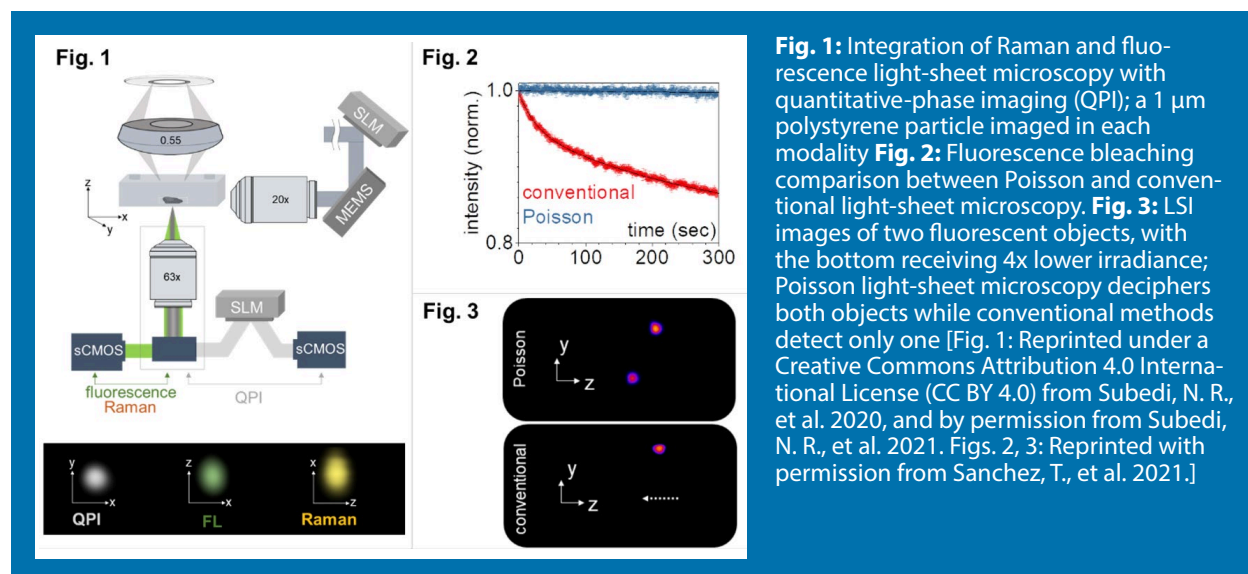 Fig. 1
0.55
z
x
y
20x
SLM
MEMS
63x
SLM
sCMOS
sCMOS
fluorescence
Raman
QPI
y
x
QPI
z
x
FL
x
z
Raman
Fig. 2
intensity (norm.)
1.0
0.8
conventional
Poisson
time (sec)
0
100
200
300
Fig. 3
Poisson
y
z
conventional
y
z
Fig. 1: Integration of Raman and fluo-
rescence light-sheet microscopy with
quantitative-phase imaging (QPI); a 1 μm
polystyrene particle imaged in each
modality Fig. 2: Fluorescence bleaching
comparison between Poisson and conven-
tional light-sheet microscopy. Fig. 3: LSI
images of two fluorescent objects, with
the bottom receiving 4x lower irradiance;
Poisson light-sheet microscopy deciphers
both objects while conventional methods
detect only one [Fig. 1: Reprinted under a
Creative Commons Attribution 4.0 Interna-
tional License (CC BY 4.0) from Subedi, N. R.,
et al. 2020, and by permission from Subedi,
N. R., et al. 2021. Figs. 2, 3: Reprinted with
permission from Sanchez, T., et al. 2021.]